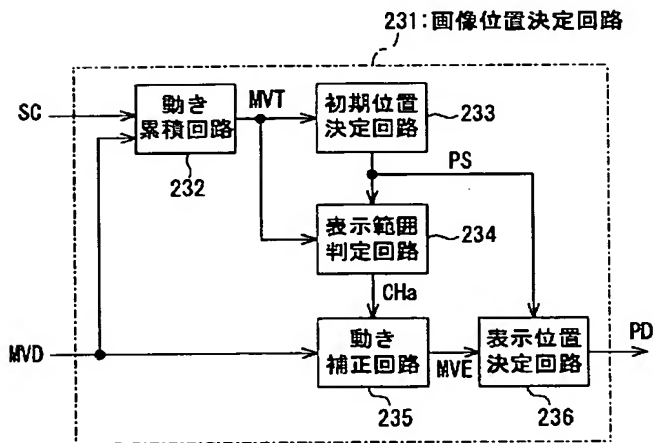 231:画像位置決定回路
SC
動き
累積回路
232
MVT
初期位置
決定回路
233
PS
表示範囲
判定回路
234
CHa
MVD
動き
補正回路
235
MVE
表示位置
決定回路
236
PD